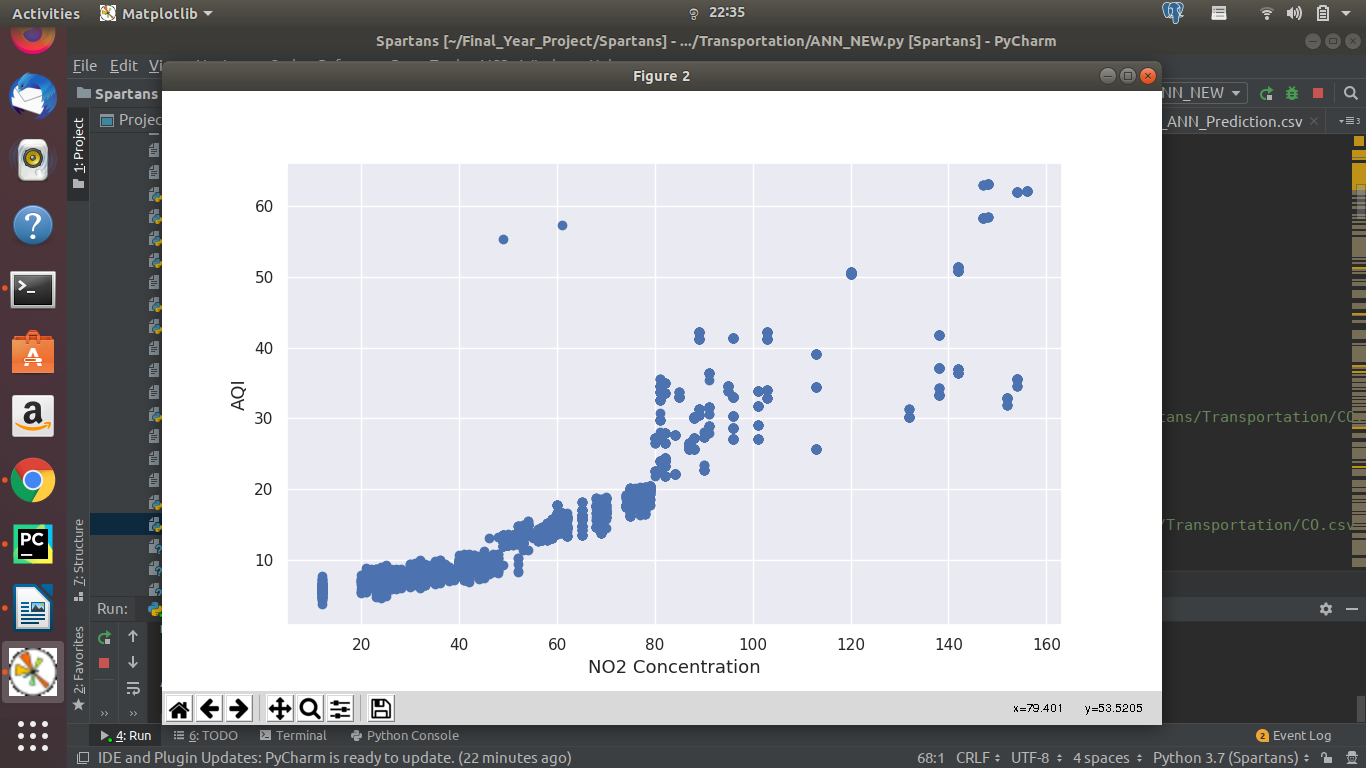 Activities Matplotlib 22:35
Spartans [~/Final_Year_Project/Spartans] - .../Transportation/ANN_NEW.py [Spartans] - PyCharm
File Edit
Figure 2
Spartans
NN_NEW
1: Project
Projec
_ANN_Prediction.csv
3
60
50
40
30
20
10
AQI
20 40 60 80 100 120 140 160
NO2 Concentration
tans/Transportation/CO
/Transportation/CO.csv
PC
7: Structure
2: Favorites
Run:
x=79.401 y=53.5205
4: Run 6: TODO Terminal Python Console 2 Event Log
IDE and Plugin Updates: PyCharm is ready to update. (22 minutes ago) 68:1 CRLF UTF-8 4 spaces Python 3.7 (Spartans)